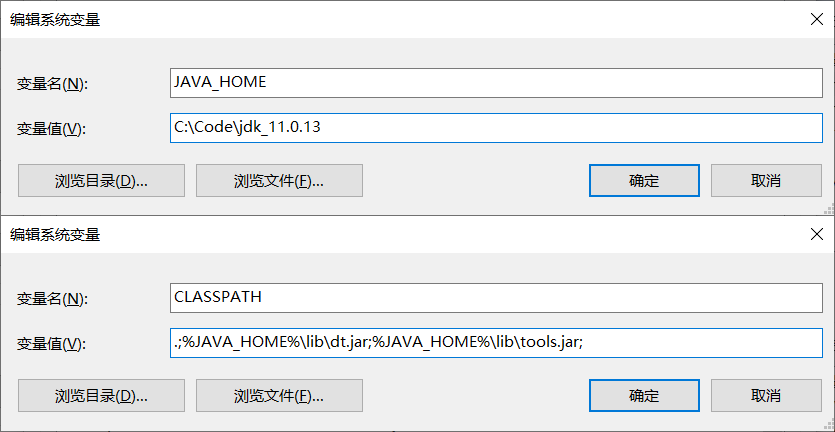 编辑系统变量
变量名(N):
JAVA_HOME
变量值(V):
C:\Code\jdk_11.0.13
浏览目录(D)...
浏览文件(F)...
确定
取消
编辑系统变量
变量名(N):
CLASSPATH
变量值(V):
.;%JAVA_HOME%\lib\dt.jar;%JAVA_HOME%\lib\tools.jar;
浏览目录(D)...
浏览文件(F)...
确定
取消